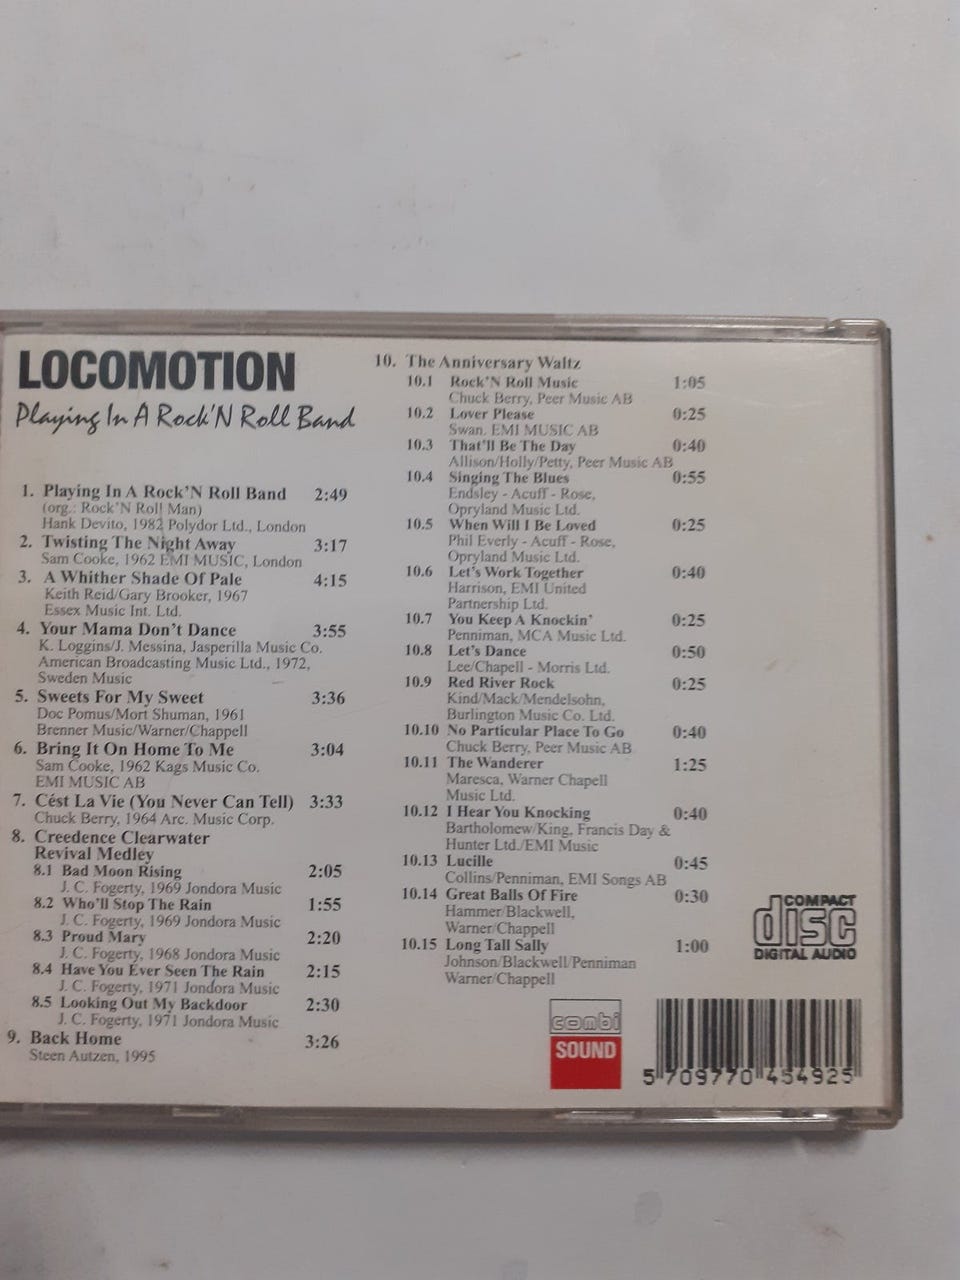 LOCOMOTION
Playing In A Rock'N Roll Band
1. Playing In A Rock'N Roll Band 2:49
(org.: Rock'N Roll Man)
Hank Devito, 1982 Polydor Ltd., London
2. Twisting The Night Away 3:17
Sam Cooke, 1962 EMI MUSIC, London
3. A Whither Shade Of Pale 4:15
Keith Reid/Gary Brooker, 1967
Essex Music Int. Ltd.
4. Your Mama Don't Dance 3:55
K. Loggins/J. Messina, Jasperilla Music Co.
American Broadcasting Music Ltd., 1972,
Sweden Music
5. Sweets For My Sweet 3:36
Doc Pomus/Mort Shuman, 1961
Brenner Music/Warner/Chappell
6. Bring It On Home To Me 3:04
Sam Cooke, 1962 Kags Music Co.
EMI MUSIC AB
7. Cést La Vie (You Never Can Tell) 3:33
Chuck Berry, 1964 Arc. Music Corp.
8. Creedence Clearwater
Revival Medley
8.1 Bad Moon Rising 2:05
J. C. Fogerty, 1969 Jondora Music
8.2 Who'll Stop The Rain 1:55
J. C. Fogerty, 1969 Jondora Music
8.3 Proud Mary 2:20
J. C. Fogerty, 1968 Jondora Music
8.4 Have You Ever Seen The Rain 2:15
J. C. Fogerty, 1971 Jondora Music
8.5 Looking Out My Backdoor 2:30
J. C. Fogerty, 1971 Jondora Music
9. Back Home 3:26
Steen Autzen, 1995
10. The Anniversary Waltz
10.1 Rock'N Roll Music 1:05
Chuck Berry, Peer Music AB
10.2 Lover Please 0:25
Swan. EMI MUSIC AB
10.3 That'll Be The Day 0:40
Allison/Holly/Petty, Peer Music AB
10.4 Singing The Blues 0:55
Endsley - Acuff - Rose,
Opryland Music Ltd.
10.5 When Will I Be Loved 0:25
Phil Everly - Acuff - Rose,
Opryland Music Ltd.
10.6 Let's Work Together 0:40
Harrison, EMI United
Partnership Ltd.
10.7 You Keep A Knockin' 0:25
Penniman, MCA Music Ltd.
10.8 Let's Dance 0:50
Lee/Chapell - Morris Ltd.
10.9 Red River Rock 0:25
Kind/Mack/Mendelsohn,
Burlington Music Co. Ltd.
10.10 No Particular Place To Go 0:40
Chuck Berry, Peer Music AB
10.11 The Wanderer 1:25
Maresca, Warner Chapell
Music Ltd.
10.12 I Hear You Knocking 0:40
Bartholomew/King, Francis Day &
Hunter Ltd./EMI Music
10.13 Lucille 0:45
Collins/Penniman, EMI Songs AB
10.14 Great Balls Of Fire 0:30
Hammer/Blackwell,
Warner/Chappell
10.15 Long Tall Sally 1:00
Johnson/Blackwell/Penniman
Warner/Chappell
COMPACT
disc
DIGITAL AUDIO
combi
SOUND
5 709770 454925